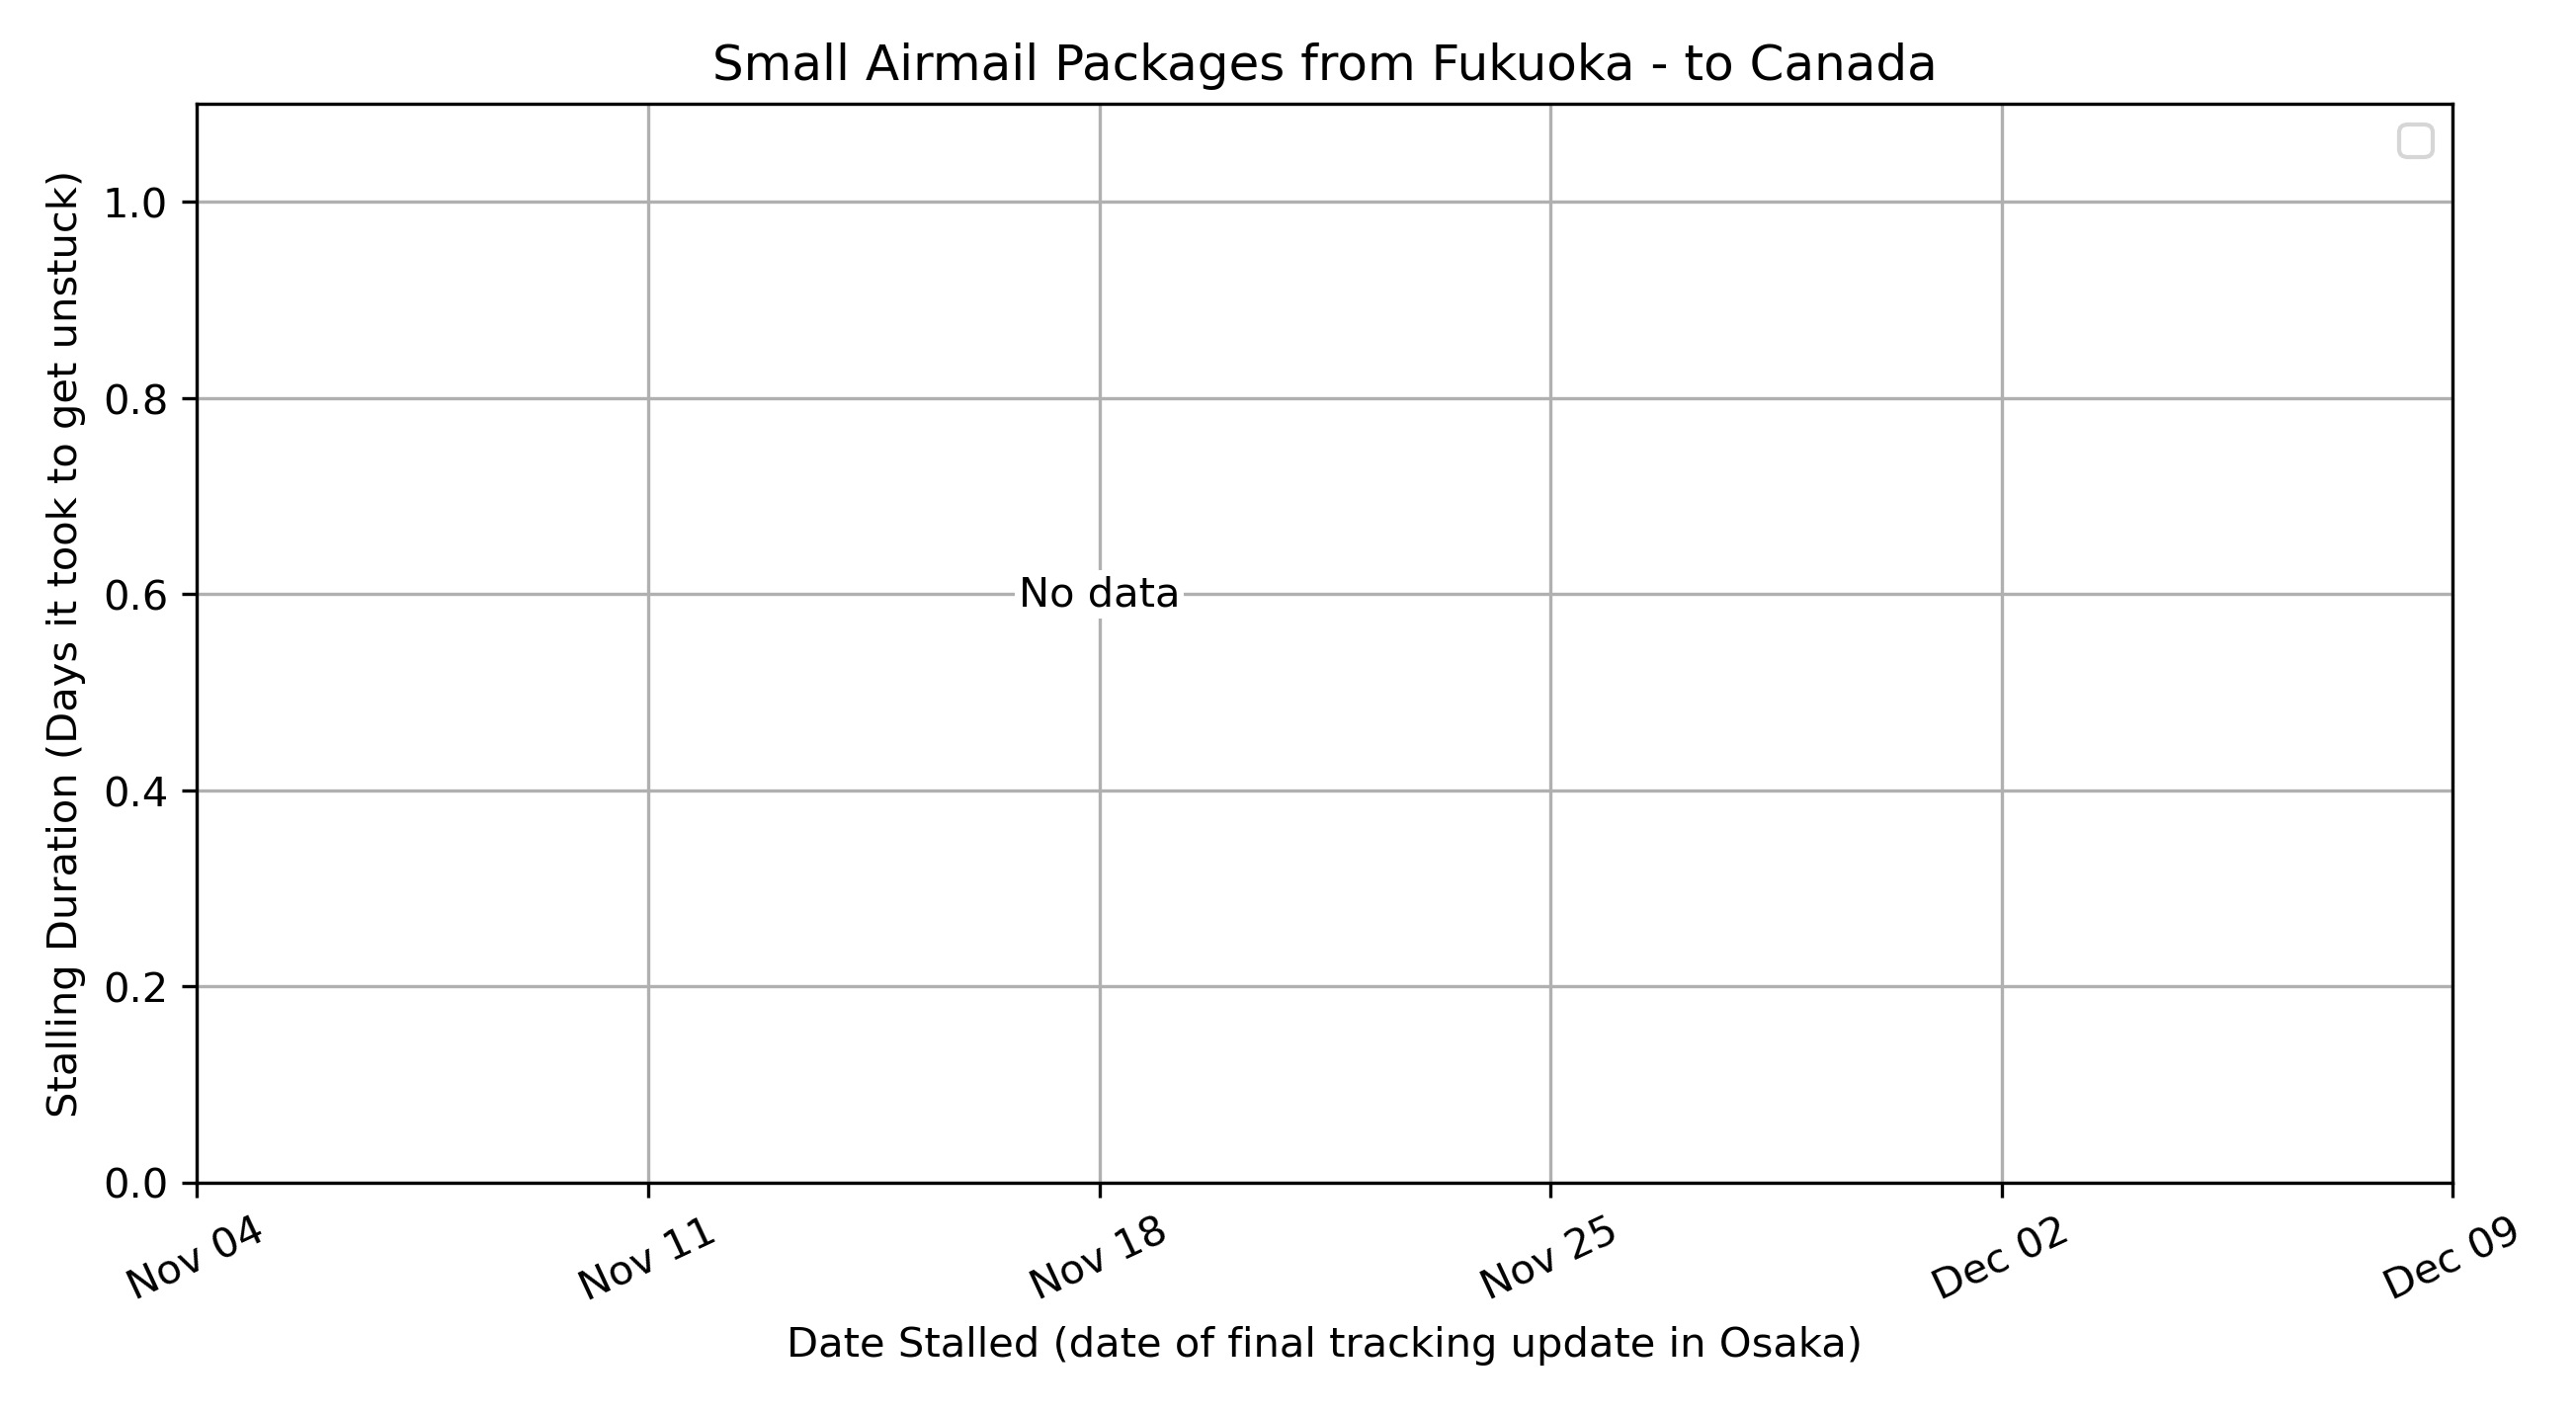 Small Airmail Packages from Fukuoka - to Canada
Stalling Duration (Days it took to get unstuck)
1.0
0.8
0.6
0.4
0.2
0.0
No data
Nov 04
Nov 11
Nov 18
Nov 25
Dec 02
Dec 09
Date Stalled (date of final tracking update in Osaka)